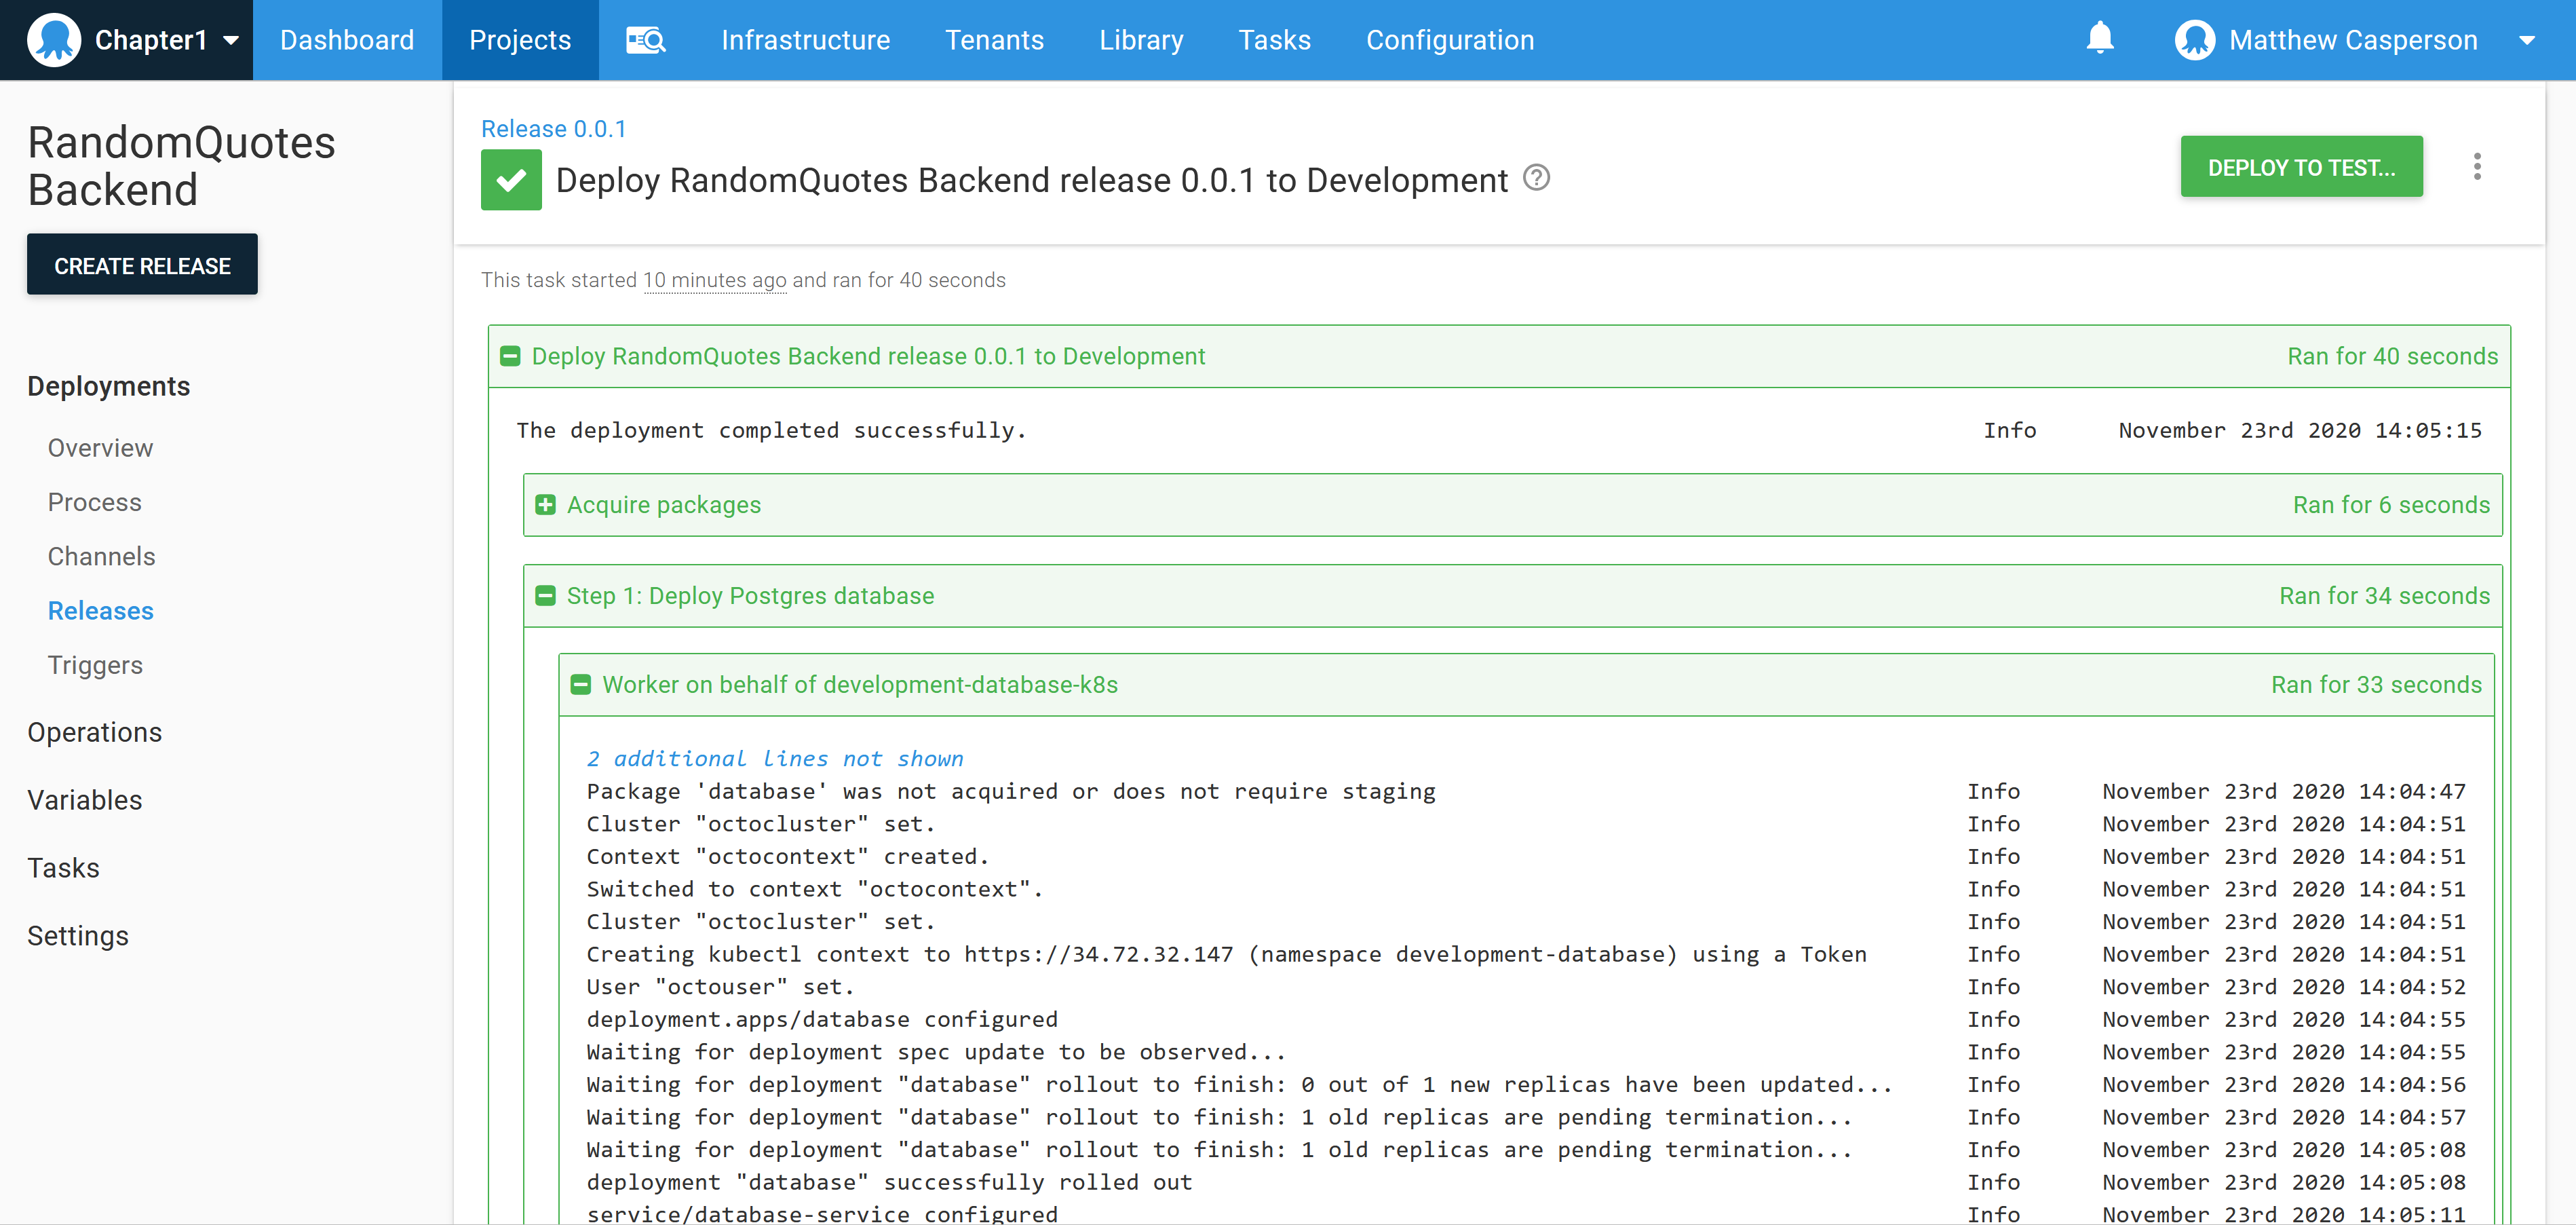 Chapter1 Dashboard Projects Infrastructure Tenants Library Tasks Configuration Matthew Casperson
RandomQuotes
Backend
CREATE RELEASE
Deployments
Overview
Process
Channels
Releases
Triggers
Operations
Variables
Tasks
Settings
Release 0.0.1
Deploy RandomQuotes Backend release 0.0.1 to Development ?
DEPLOY TO TEST...
This task started 10 minutes ago and ran for 40 seconds
Deploy RandomQuotes Backend release 0.0.1 to Development Ran for 40 seconds
The deployment completed successfully. Info November 23rd 2020 14:05:15
Acquire packages Ran for 6 seconds
Step 1: Deploy Postgres database Ran for 34 seconds
Worker on behalf of development-database-k8s Ran for 33 seconds
2 additional lines not shown
Package 'database' was not acquired or does not require staging Info November 23rd 2020 14:04:47
Cluster "octocluster" set. Info November 23rd 2020 14:04:51
Context "octocontext" created. Info November 23rd 2020 14:04:51
Switched to context "octocontext". Info November 23rd 2020 14:04:51
Cluster "octocluster" set. Info November 23rd 2020 14:04:51
Creating kubectl context to https://34.72.32.147 (namespace development-database) using a Token Info November 23rd 2020 14:04:51
User "octouser" set. Info November 23rd 2020 14:04:52
deployment.apps/database configured Info November 23rd 2020 14:04:55
Waiting for deployment spec update to be observed... Info November 23rd 2020 14:04:55
Waiting for deployment "database" rollout to finish: 0 out of 1 new replicas have been updated... Info November 23rd 2020 14:04:56
Waiting for deployment "database" rollout to finish: 1 old replicas are pending termination... Info November 23rd 2020 14:04:57
Waiting for deployment "database" rollout to finish: 1 old replicas are pending termination... Info November 23rd 2020 14:05:08
deployment "database" successfully rolled out Info November 23rd 2020 14:05:08
service/database-service configured Info November 23rd 2020 14:05:11